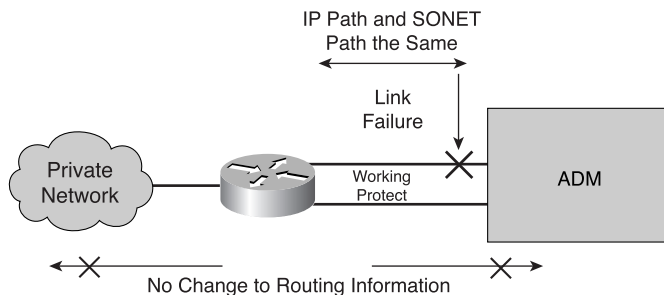 IP Path and SONET
Path the Same
Link
Failure
Private
Network
Working
Protect
ADM
No Change to Routing Information